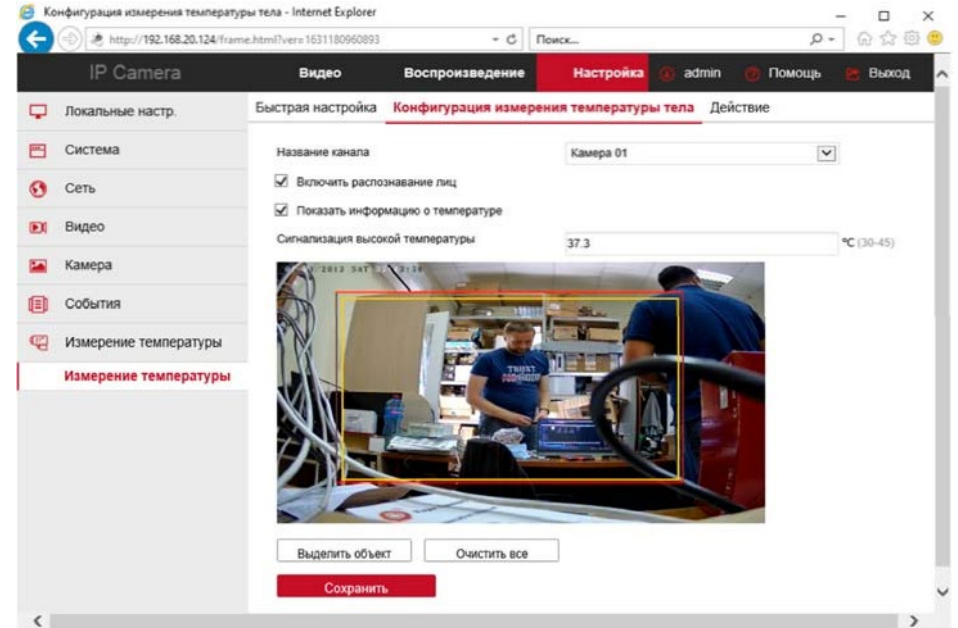 Конфигурация измерения температуры тела - Internet Explorer
http://192.168.20.124/frame.html?ver=1631180960893
Поиск...
IP Camera Видео Воспроизведение Настройка admin Помощь Выход
Быстрая настройка Конфигурация измерения температуры тела Действие
Локальные настр.
Система
Сеть
Видео
Камера
События
Измерение температуры
Измерение температуры
Название канала Камера 01
Включить распознавание лиц
Показать информацию о температуре
Сигнализация высокой температуры 37.3 °C (30-45)
2012 SAT
TRUST
Выделить объект Очистить все
Сохранить